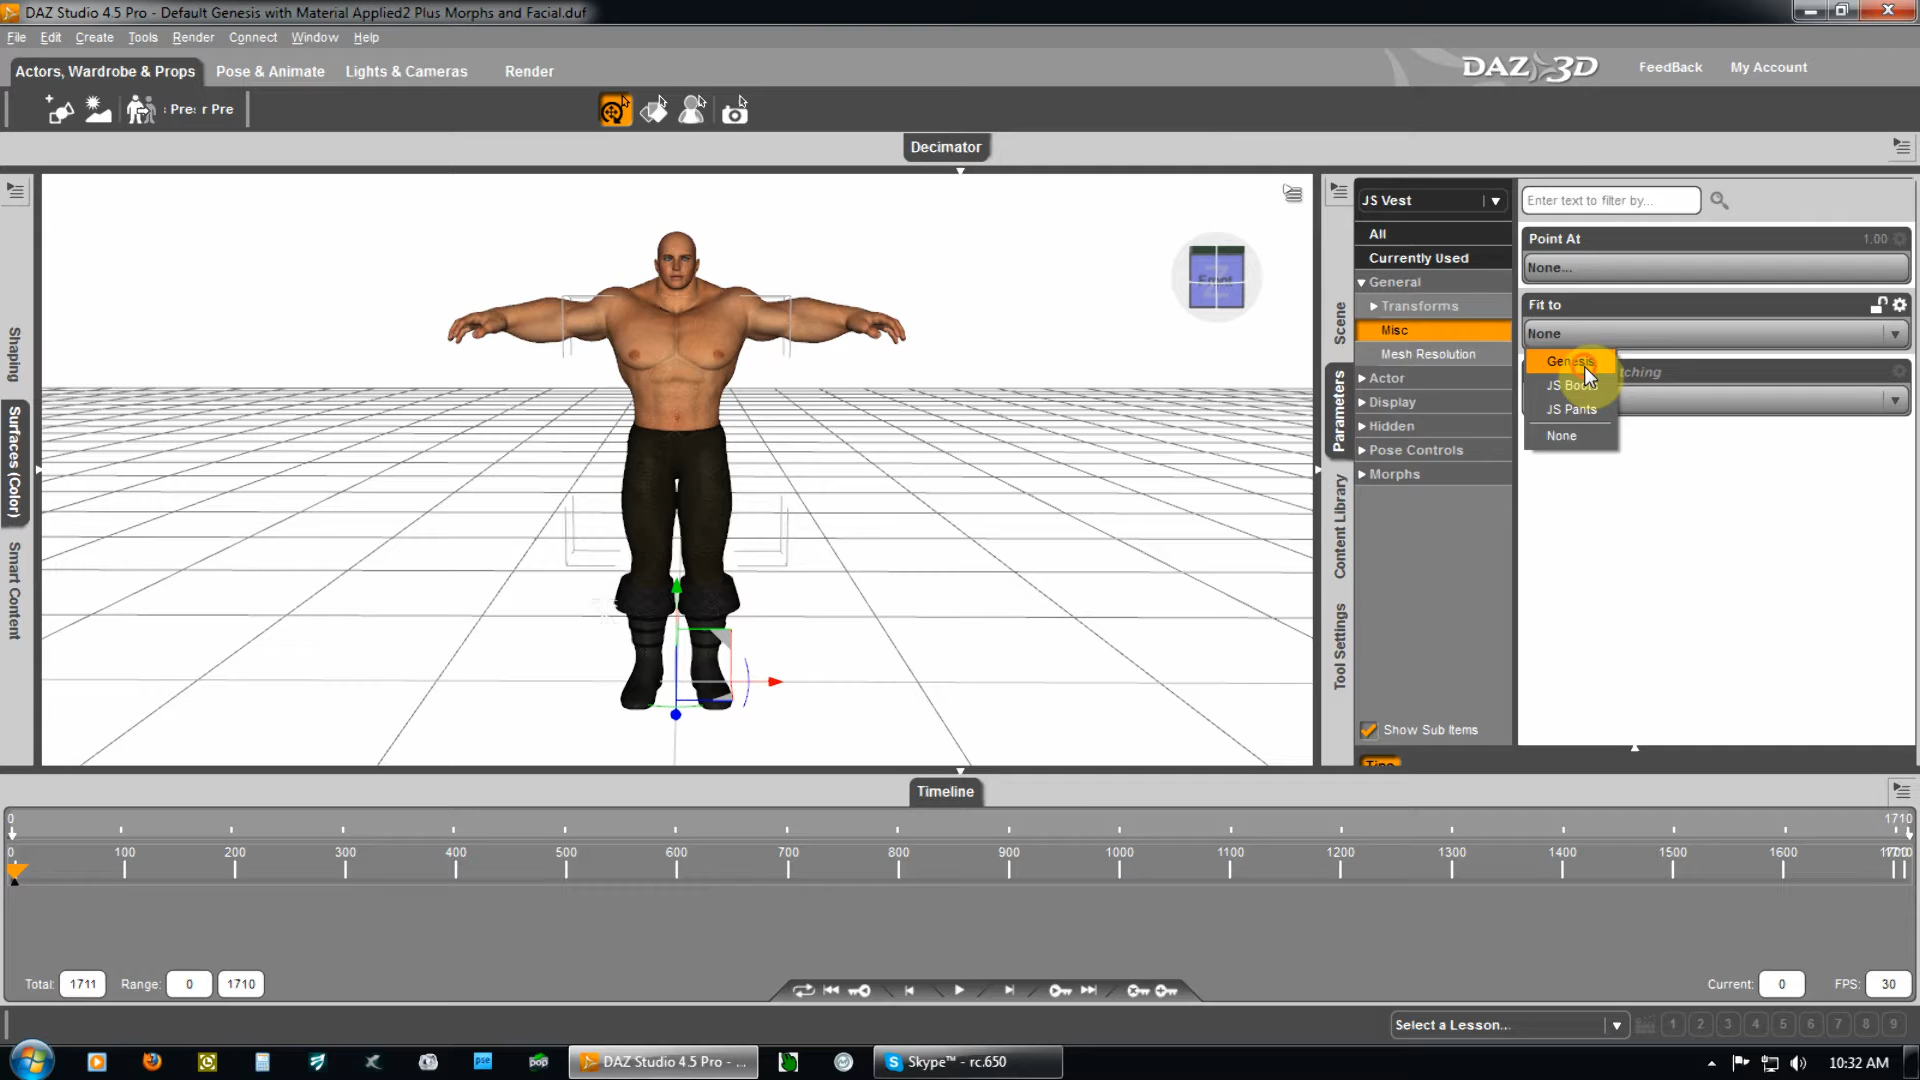 DAZ Studio 4.5 Pro - Default Genesis with Material Applied2 Plus Morphs and Facial.duf
File Edit Create Tools Render Connect Window Help
Actors, Wardrobe & Props Pose & Animate Lights & Cameras Render
DAZ 3D FeedBack My Account
Pre
Decimator
JS Vest
Enter text to filter by...
All
Currently Used
General
Transforms
Misc
Mesh Resolution
Actor
Display
Hidden
Pose Controls
Morphs
Show Sub Items
Point At 1.00
None...
Fit to
None
Genesis
JS Boots
JS Pants
None
Front
Shaping
Surfaces (Color)
Smart Content
Scene
Parameters
Content Library
Tool Settings
Timeline
0 1710
0 100 200 300 400 500 600 700 800 900 1000 1100 1200 1300 1400 1500 1600
Total: 1711 Range: 0 1710 Current: 0 FPS: 30
Select a Lesson... 1 2 3 4 5 6 7 8 9
pse
pop
DAZ Studio 4.5 Pro - ...
Skype™ - rc.650
10:32 AM